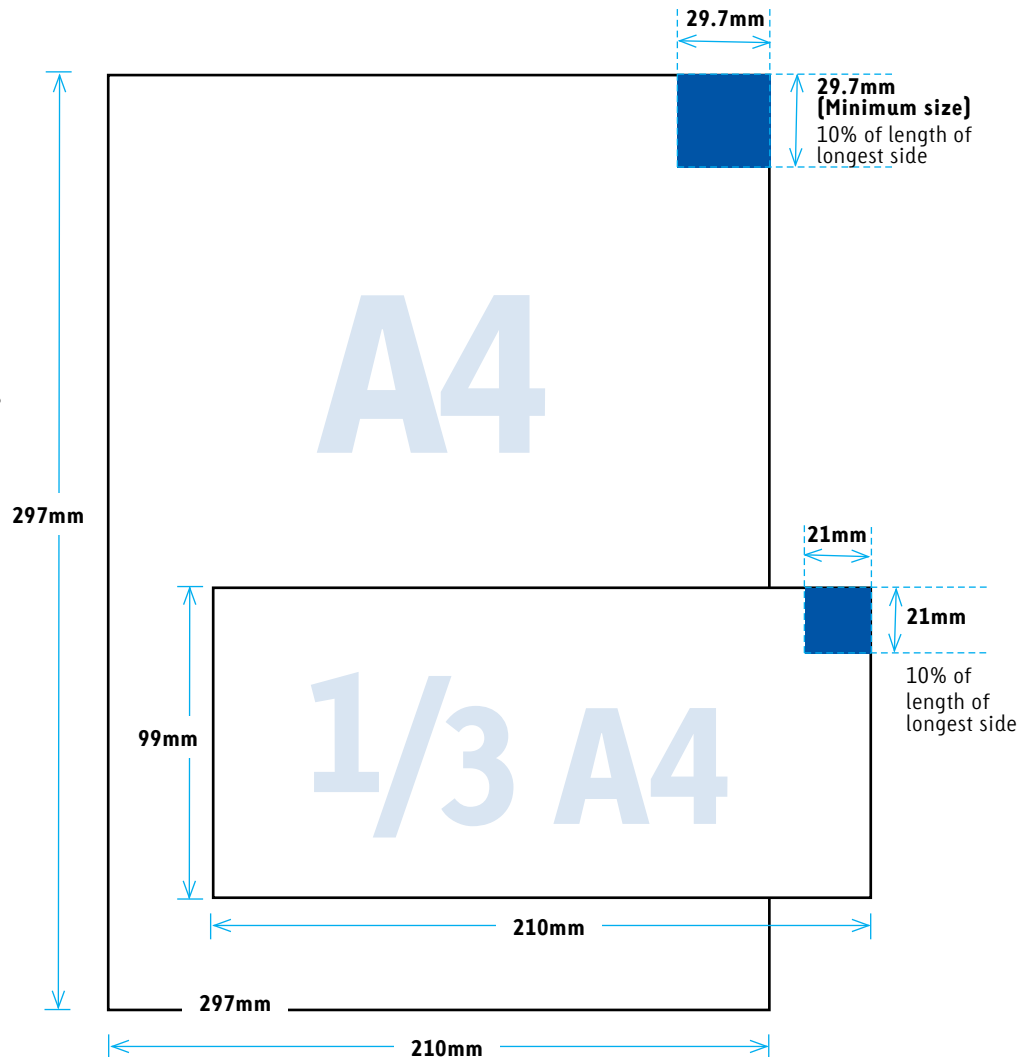 29.7mm
29.7mm
(Minimum size)
10% of length of
longest side
A4
297mm
21mm
21mm
10% of
length of
longest side
99mm
1/3 A4
210mm
297mm
210mm